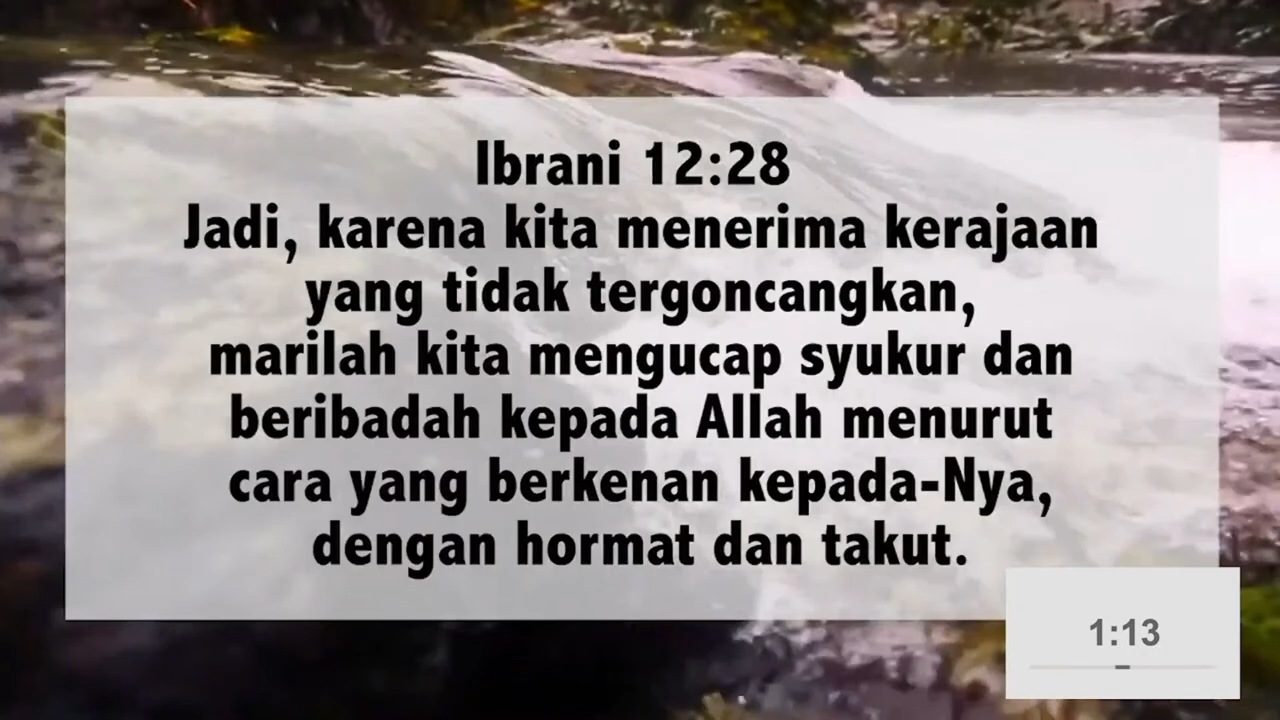 Ibrani 12:28
Jadi, karena kita menerima kerajaan
yang tidak tergoncangkan,
marilah kita mengucap syukur dan
beribadah kepada Allah menurut
cara yang berkenan kepada-Nya,
dengan hormat dan takut.
1:13